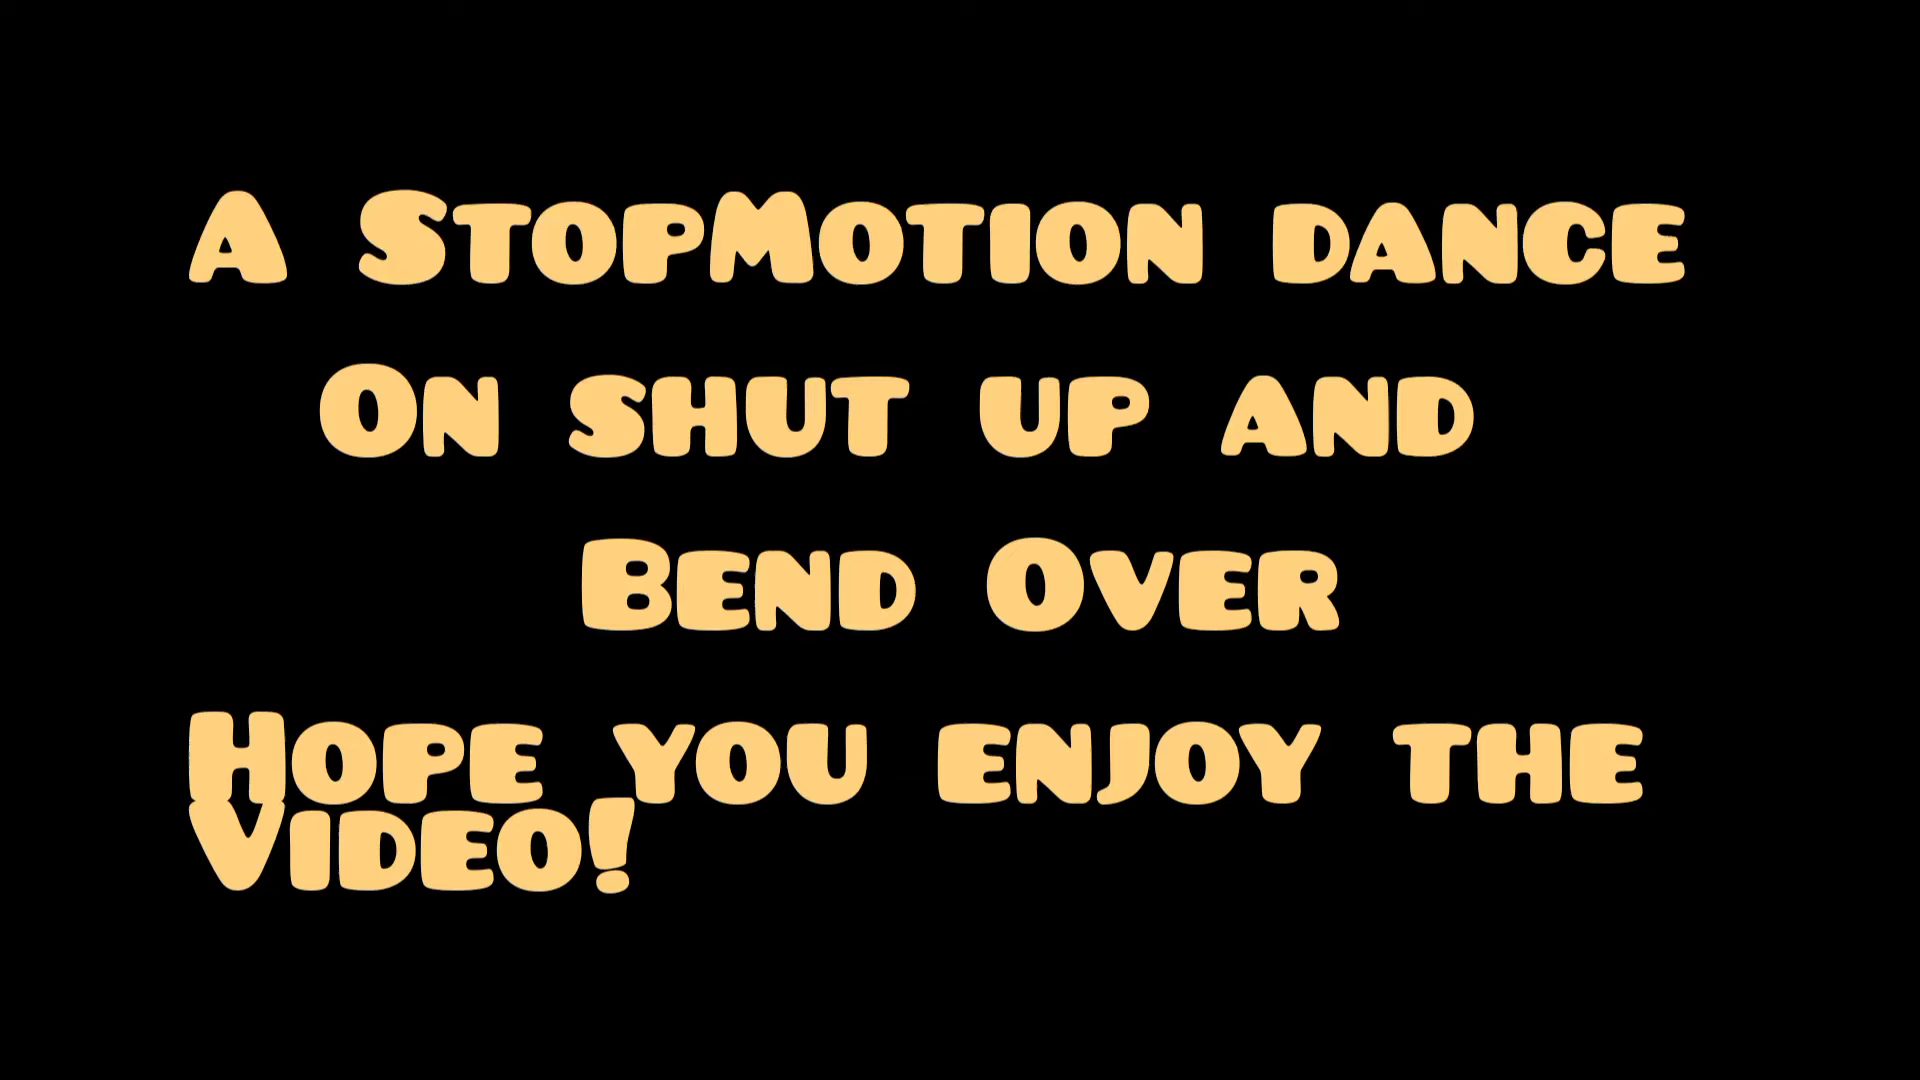 A StopMotion dance
On shut up and
Bend Over
Hope you enjoy the
Video!